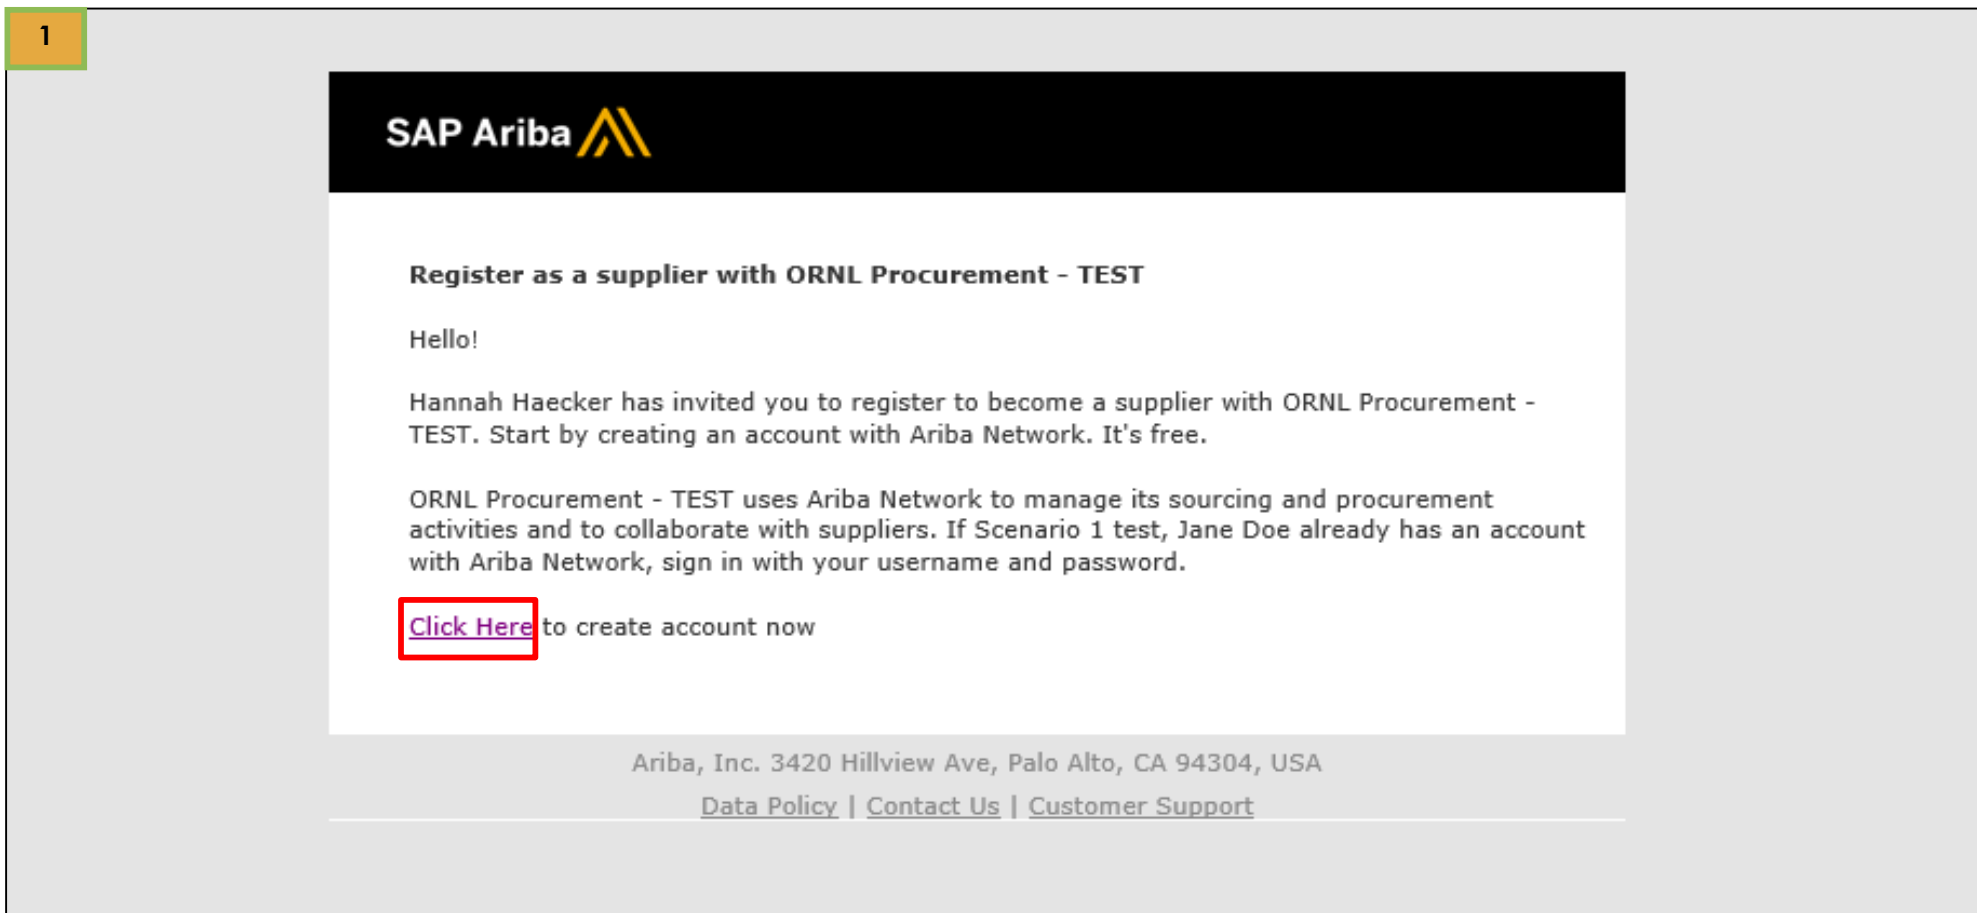 1
SAP Ariba
Register as a supplier with ORNL Procurement - TEST
Hello!
Hannah Haecker has invited you to register to become a supplier with ORNL Procurement -
TEST. Start by creating an account with Ariba Network. It's free.
ORNL Procurement - TEST uses Ariba Network to manage its sourcing and procurement
activities and to collaborate with suppliers. If Scenario 1 test, Jane Doe already has an account
with Ariba Network, sign in with your username and password.
Click Here to create account now
Ariba, Inc. 3420 Hillview Ave, Palo Alto, CA 94304, USA
Data Policy | Contact Us | Customer Support